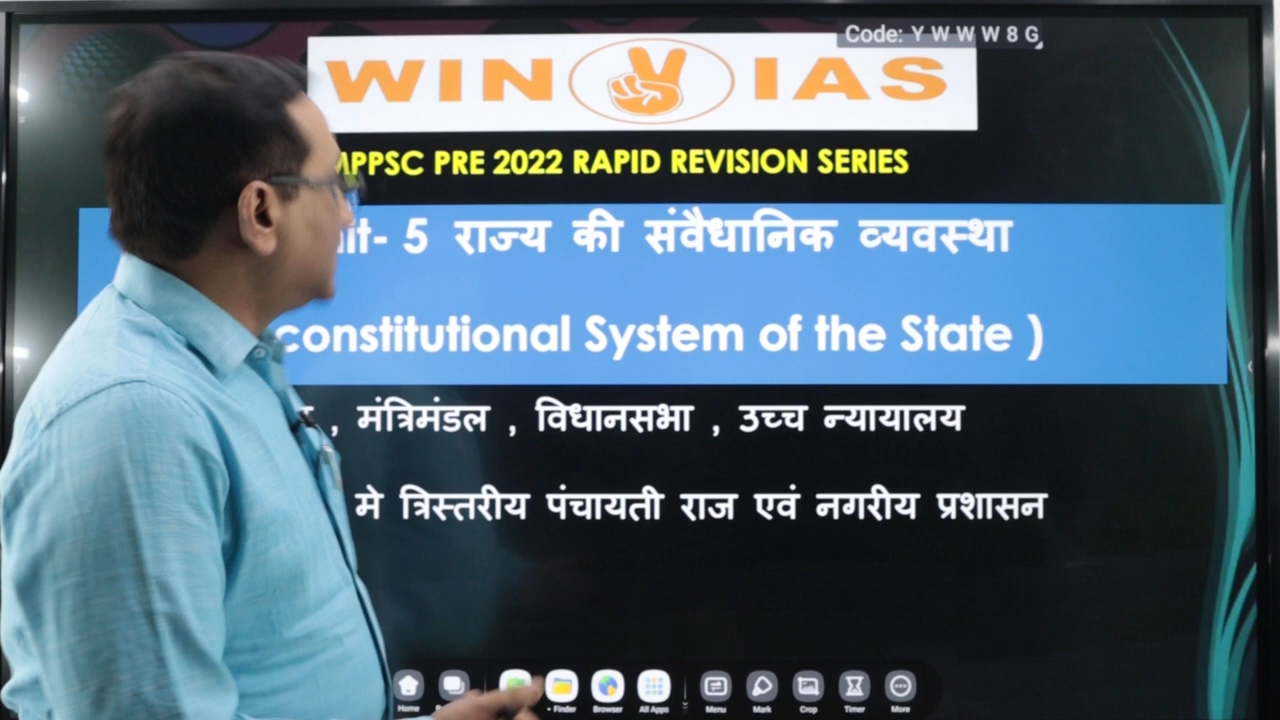 Code: Y W W W 8 G
WIN IAS
MPPSC PRE 2022 RAPID REVISION SERIES
5 राज्य की संवैधानिक व्यवस्था
constitutional System of the State )
, मंत्रिमंडल , विधानसभा , उच्च न्यायालय
मे त्रिस्तरीय पंचायती राज एवं नगरीय प्रशासन
Home Finder Browser All Apps Menu Mark Crop Timer More